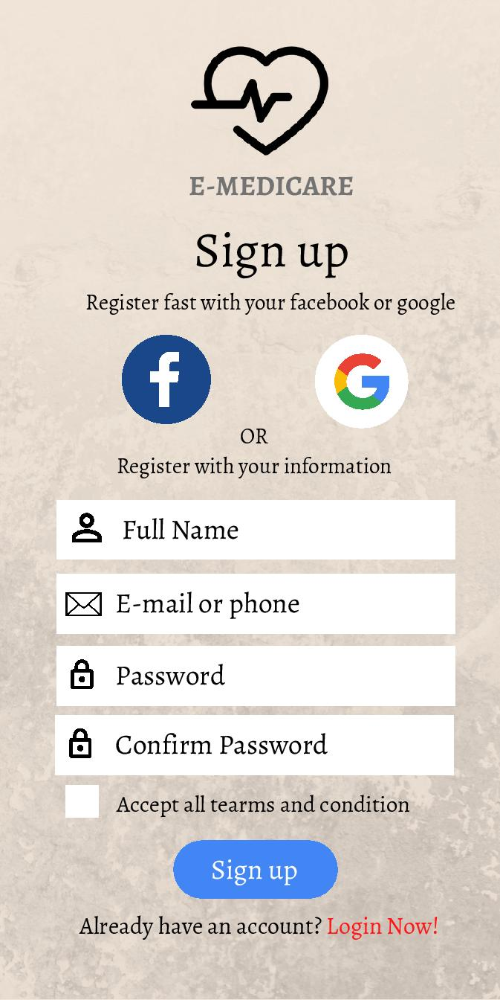 E-MEDICARE
Sign up
Register fast with your facebook or google
OR
Register with your information
Full Name
E-mail or phone
Password
Confirm Password
Accept all tearms and condition
Sign up
Already have an account? Login Now!